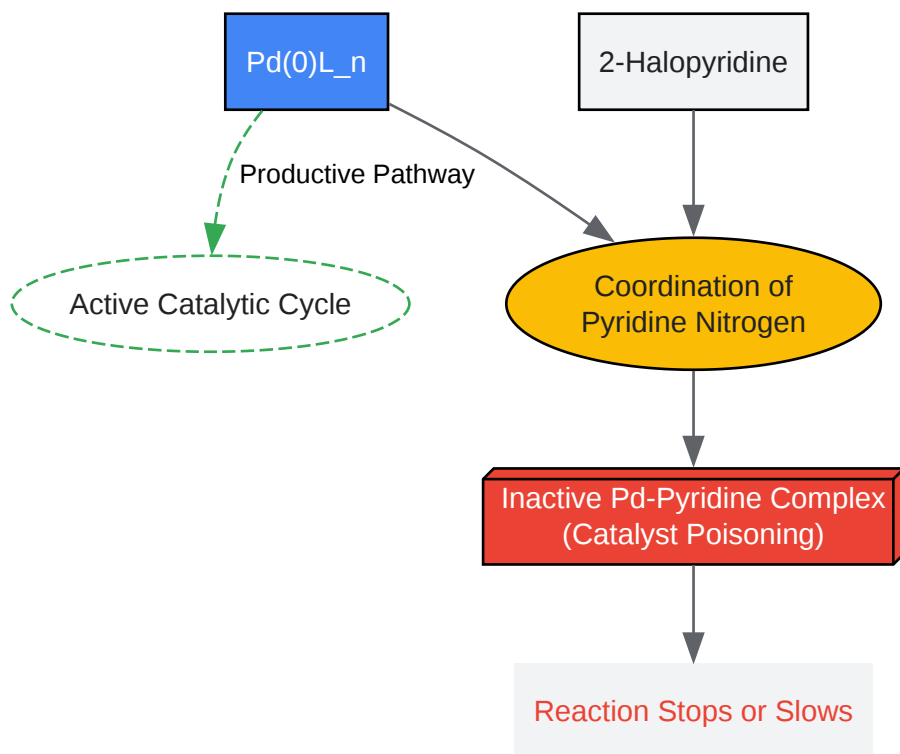 Pd(0)L_n
2-Halopyridine
Productive Pathway
Active Catalytic Cycle
Coordination of
Pyridine Nitrogen
Inactive Pd-Pyridine Complex
(Catalyst Poisoning)
Reaction Stops or Slows